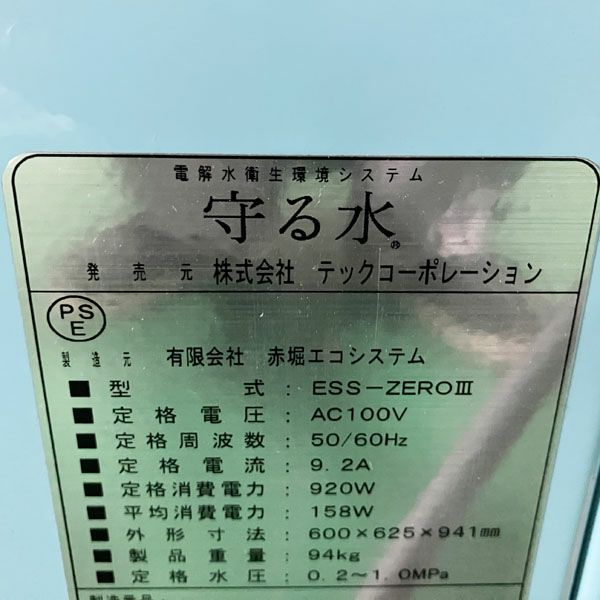 電解水衛生環境システム
守る水®
発売元 株式会社 テックコーポレーション
PS
E
製造元 有限会社 赤堀エコシステム
■ 型式 : ESS-ZEROⅢ
■ 定格電圧 : AC100V
■ 定格周波数 : 50/60Hz
■ 定格電流 : 9.2A
■ 定格消費電力 : 920W
■ 平均消費電力 : 158W
■ 外形寸法 : 600×625×941mm
■ 製品重量 : 94kg
■ 定格水圧 : 0.2~1.0MPa
製造番号